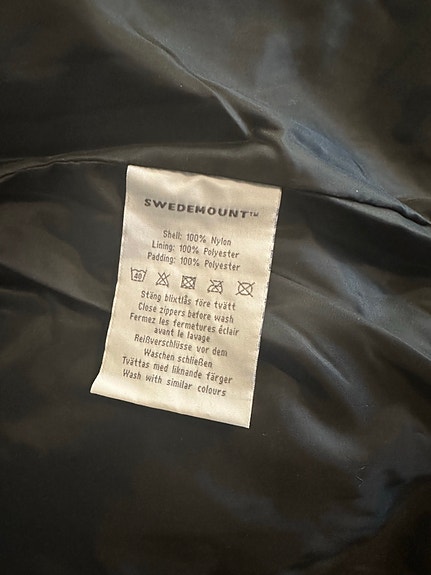 SWEDEMOUNT™
Shell: 100% Nylon
Lining: 100% Polyester
Padding: 100% Polyester
40
Stäng blixtlås före tvätt
Close zippers before wash
Fermez les fermetures éclair
avant le lavage
Reißverschlüsse vor dem
Waschen schließen
Tvättas med liknande färger
Wash with similar colours